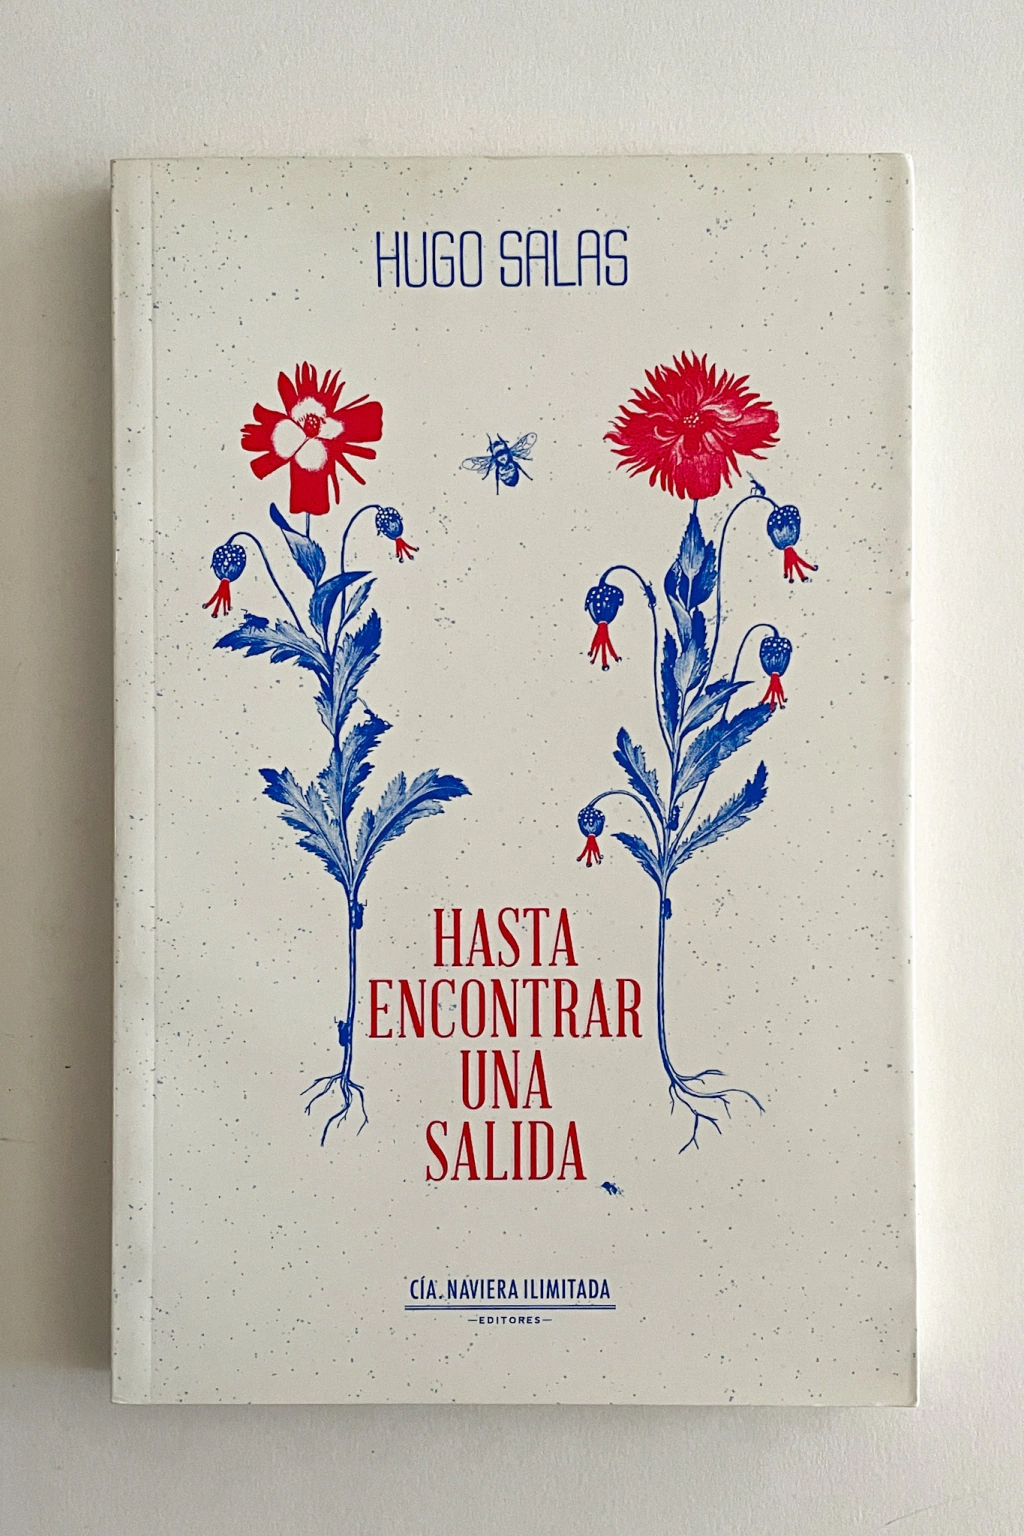 HUGO SALAS
HASTA
ENCONTRAR
UNA
SALIDA
CÍA. NAVIERA ILIMITADA
—EDITORES—